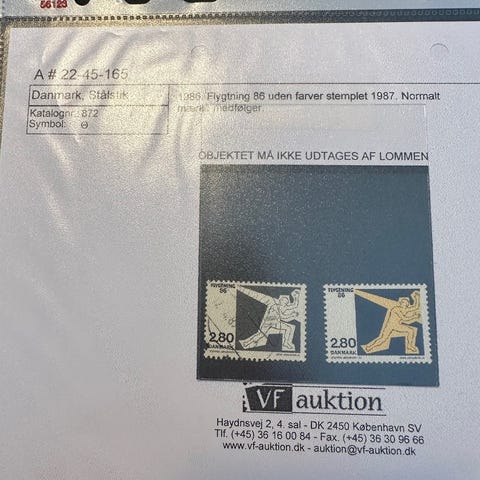 56123
A # 22-45-165
Danmark, Stålstik
Katalognr.: 872
Symbol: ⊙
1986. Flygtning 86 uden farver stemplet 1987. Normalt
mærke medfølger.
OBJEKTET MÅ IKKE UDTAGES AF LOMMEN
FLYGTNING
86
2.80
DANMARK
FLYGTNING
86
2.80
DANMARK
VF auktion
Haydnsvej 2, 4. sal - DK 2450 København SV
Tlf. (+45) 36 16 00 84 - Fax. (+45) 36 30 96 66
www.vf-auktion.dk - auktion@vf-auktion.dk